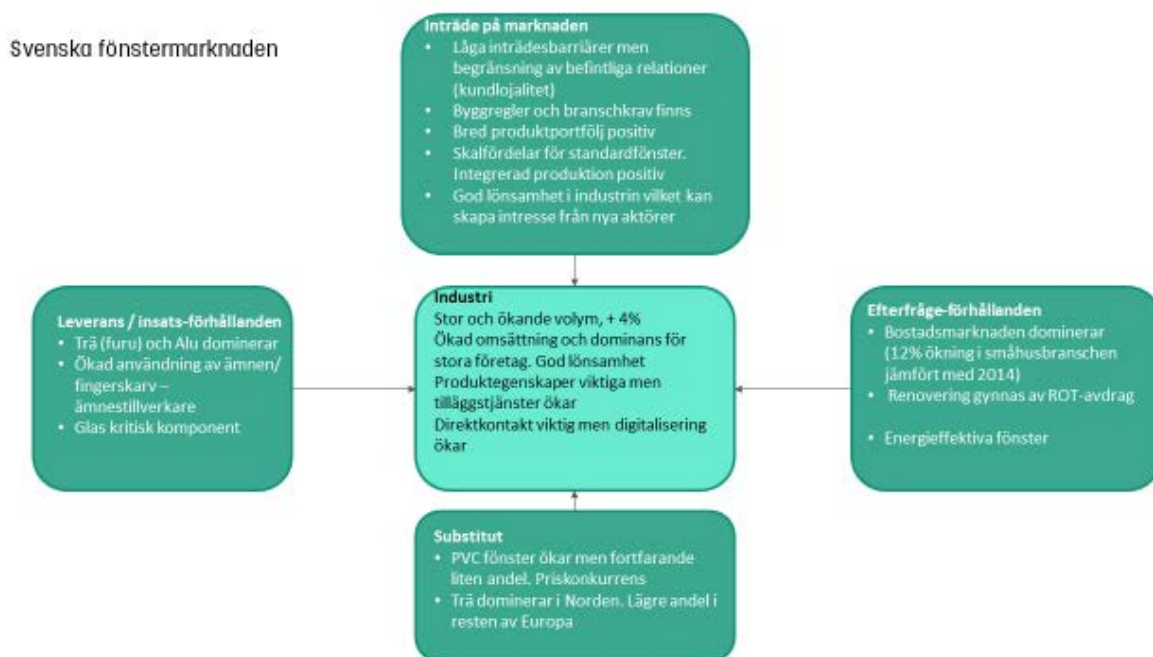 Svenska fönstermarknaden
Inträde på marknaden
• Låga inträdesbarriärer men
begränsning av befintliga relationer
(kundlojalitet)
• Byggregler och branschkrav finns
• Bred produktportfölj positiv
• Skalfördelar för standardfönster.
Integrerad produktion positiv
• God lönsamhet i industrin vilket kan
skapa intresse från nya aktörer
Leverans / insats-förhållanden
• Trä (furu) och Alu dominerar
• Ökad användning av ämnen/
fingerskarv –
ämnestillverkare
• Glas kritisk komponent
Industri
Stor och ökande volym, + 4%
Ökad omsättning och dominans för
stora företag. God lönsamhet
Produktegenskaper viktiga men
tilläggstjänster ökar
Direktkontakt viktig men digitalisering
ökar
Efterfråge-förhållanden
• Bostadsmarknaden dominerar
(12% ökning i småhusbranschen
jämfört med 2014)
• Renovering gynnas av ROT-avdrag
• Energieffektiva fönster
Substitut
• PVC fönster ökar men fortfarande
liten andel. Priskonkurrens
• Trä dominerar i Norden. Lägre andel i
resten av Europa